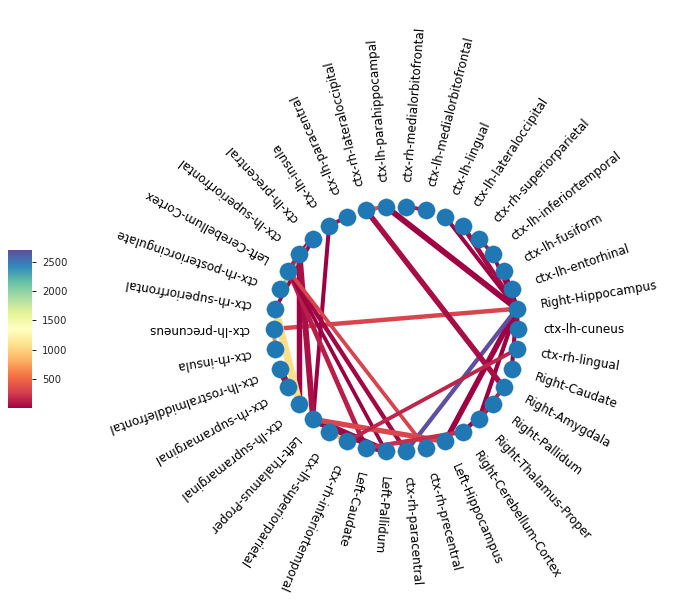 ctx-lh-parahippocampal
ctx-rh-medialorbitofrontal
ctx-lh-medialorbitofrontal
ctx-lh-lingual
ctx-lh-lateraloccipital
ctx-rh-superiorparietal
ctx-lh-inferiortemporal
ctx-lh-fusiform
ctx-lh-entorhinal
Right-Hippocampus
ctx-lh-cuneus
ctx-rh-lingual
Right-Caudate
Right-Amygdala
Right-Pallidum
Right-Thalamus-Proper
Right-Cerebellum-Cortex
Left-Hippocampus
ctx-rh-precentral
ctx-rh-paracentral
Left-Pallidum
Left-Caudate
ctx-rh-inferiortemporal
ctx-lh-superiorparietal
Left-Thalamus-Proper
ctx-lh-supramarginal
ctx-rh-supramarginal
ctx-lh-rostralmiddlefrontal
ctx-rh-insula
ctx-lh-precuneus
ctx-rh-superiorfrontal
ctx-rh-posteriorcingulate
Left-Cerebellum-Cortex
ctx-lh-superiorfrontal
ctx-lh-precentral
ctx-lh-insula
ctx-lh-paracentral
ctx-rh-lateraloccipital
2500
2000
1500
1000
500